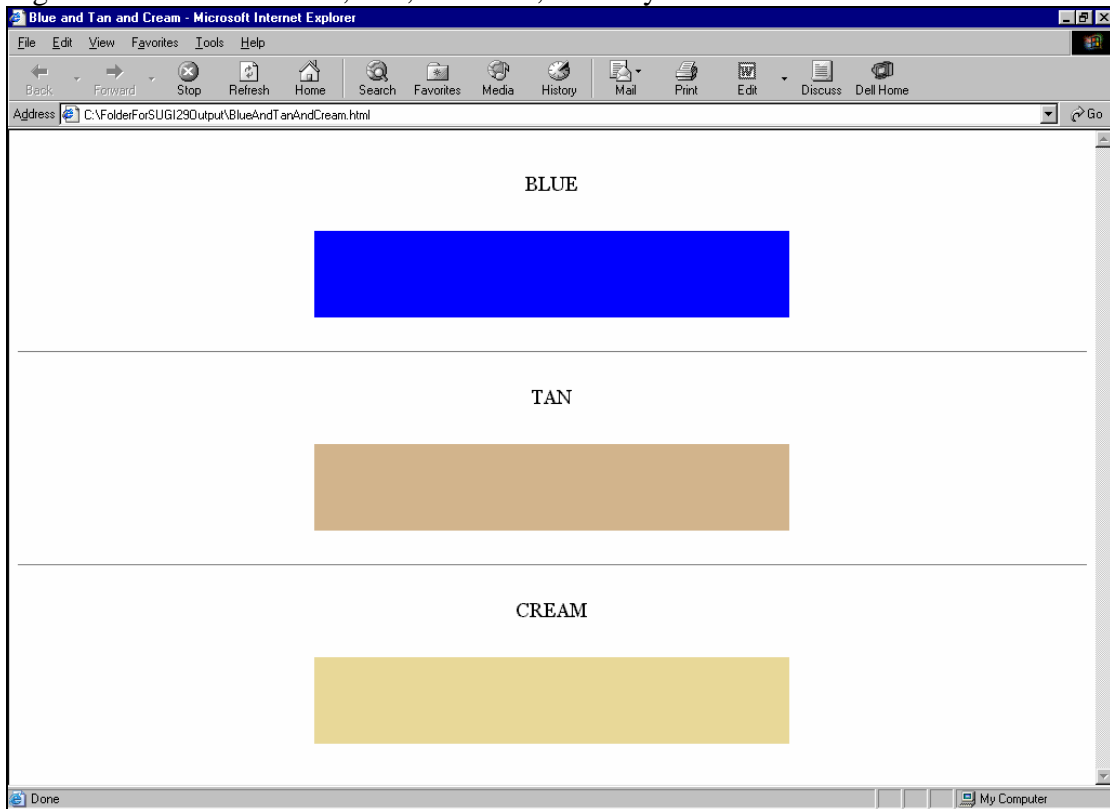 Blue and Tan and Cream - Microsoft Internet Explorer
File Edit View Favorites Tools Help
Back Forward Stop Refresh Home Search Favorites Media History Mail Print Edit Discuss Dell Home
Address C:\FolderForSUGI29Output\BlueAndTanAndCream.html Go
BLUE
TAN
CREAM
Done My Computer